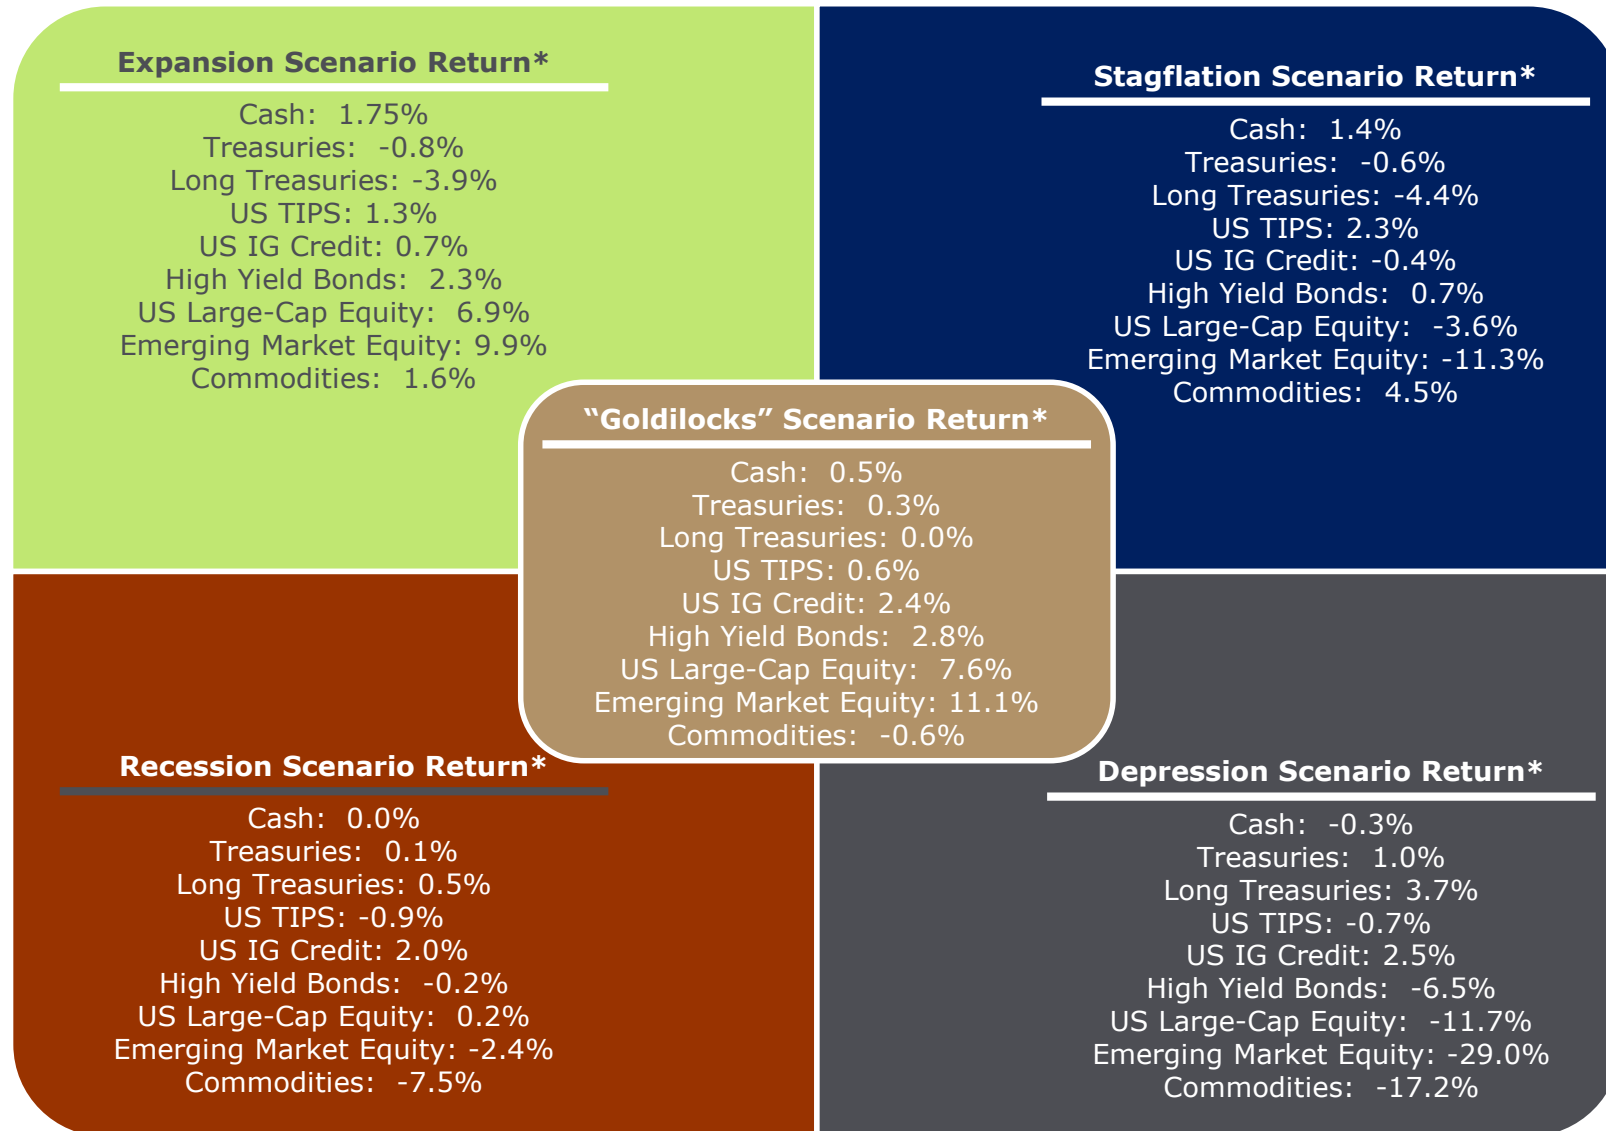 Expansion Scenario Return*
Cash: 1.75%
Treasuries: -0.8%
Long Treasuries: -3.9%
US TIPS: 1.3%
US IG Credit: 0.7%
High Yield Bonds: 2.3%
US Large-Cap Equity: 6.9%
Emerging Market Equity: 9.9%
Commodities: 1.6%
Stagflation Scenario Return*
Cash: 1.4%
Treasuries: -0.6%
Long Treasuries: -4.4%
US TIPS: 2.3%
US IG Credit: -0.4%
High Yield Bonds: 0.7%
US Large-Cap Equity: -3.6%
Emerging Market Equity: -11.3%
Commodities: 4.5%
“Goldilocks” Scenario Return*
Cash: 0.5%
Treasuries: 0.3%
Long Treasuries: 0.0%
US TIPS: 0.6%
US IG Credit: 2.4%
High Yield Bonds: 2.8%
US Large-Cap Equity: 7.6%
Emerging Market Equity: 11.1%
Commodities: -0.6%
Recession Scenario Return*
Cash: 0.0%
Treasuries: 0.1%
Long Treasuries: 0.5%
US TIPS: -0.9%
US IG Credit: 2.0%
High Yield Bonds: -0.2%
US Large-Cap Equity: 0.2%
Emerging Market Equity: -2.4%
Commodities: -7.5%
Depression Scenario Return*
Cash: -0.3%
Treasuries: 1.0%
Long Treasuries: 3.7%
US TIPS: -0.7%
US IG Credit: 2.5%
High Yield Bonds: -6.5%
US Large-Cap Equity: -11.7%
Emerging Market Equity: -29.0%
Commodities: -17.2%